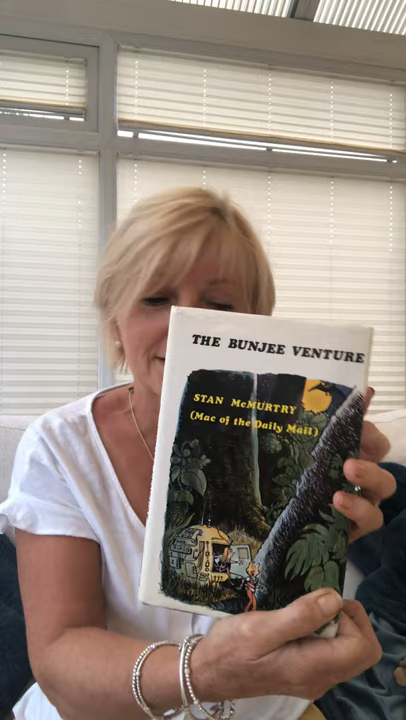 THE BUNJEE VENTURE
STAN McMURTRY
(Mac of the Daily Mail)